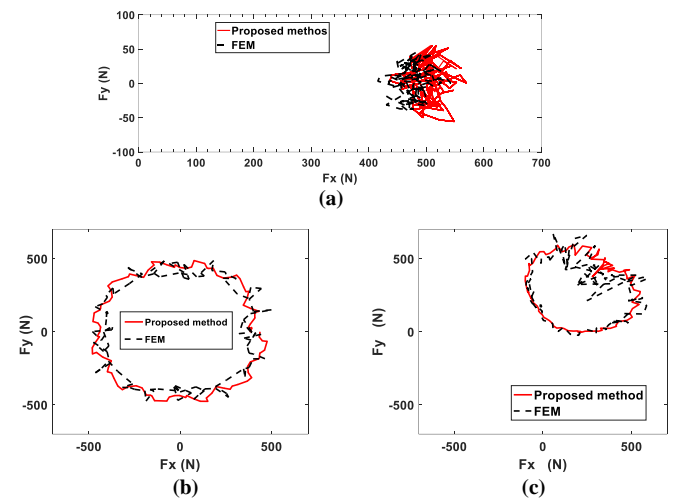 100
Proposed methos
FEM
50
Fy (N)
0
-50
-100
0 100 200 300 400 500 600 700
Fx (N)
(a)
500
Proposed method
Fy (N)
0
FEM
-500
-500 0 500
Fx (N)
(b)
500
Fy (N)
0
Proposed method
-500
FEM
-500 0 500
Fx (N)
(c)